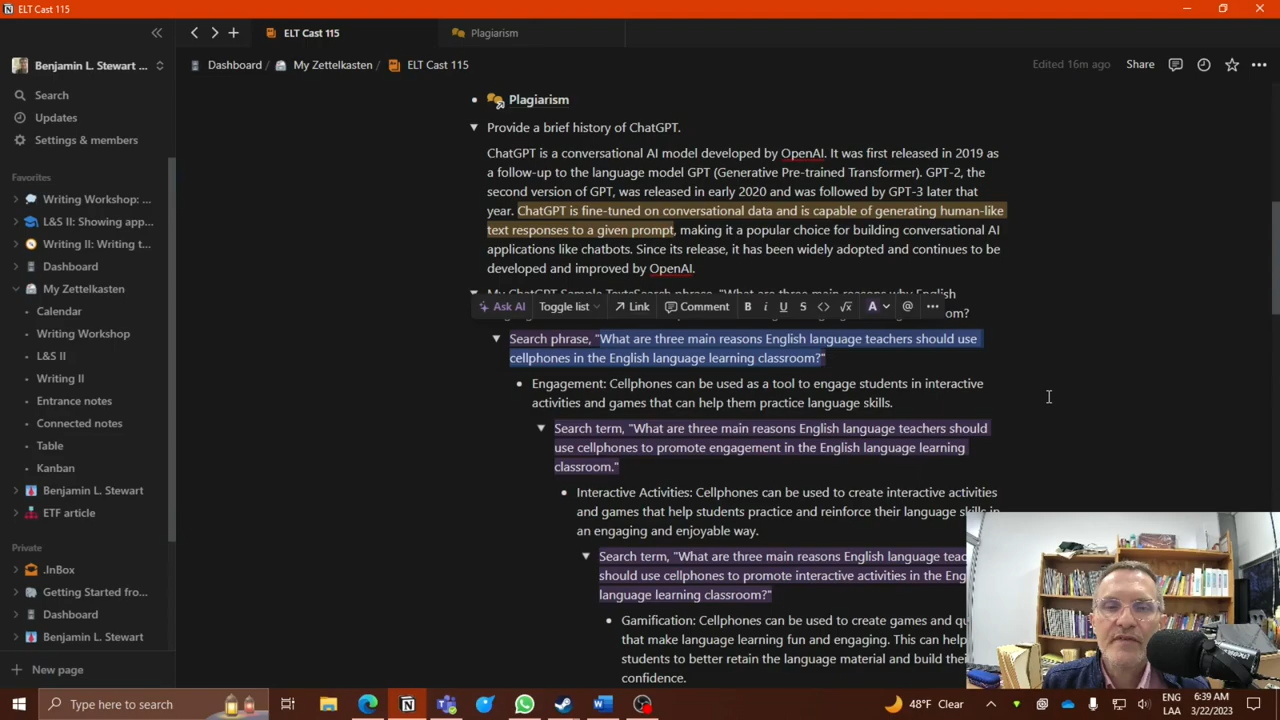 ELT Cast 115
Benjamin L. Stewart ...
Search
Updates
Settings & members
Favorites
Writing Workshop: ...
L&S II: Showing app...
Writing II: Writing t...
Dashboard
My Zettelkasten
Calendar
Writing Workshop
L&S II
Writing II
Entrance notes
Connected notes
Table
Kanban
Benjamin L. Stewart
ETF article
Private
.InBox
Getting Started fro...
Dashboard
Benjamin L. Stewart
New page
ELT Cast 115
Plagiarism
Dashboard / My Zettelkasten / ELT Cast 115
Edited 16m ago
Share
Plagiarism
Provide a brief history of ChatGPT.
ChatGPT is a conversational AI model developed by OpenAI. It was first released in 2019 as
a follow-up to the language model GPT (Generative Pre-trained Transformer). GPT-2, the
second version of GPT, was released in early 2020 and was followed by GPT-3 later that
year. ChatGPT is fine-tuned on conversational data and is capable of generating human-like
text responses to a given prompt, making it a popular choice for building conversational AI
applications like chatbots. Since its release, it has been widely adopted and continues to be
developed and improved by OpenAI.
Ask AI Toggle list Link Comment B i U S <> √x A @ •••
Search phrase, "What are three main reasons English language teachers should use
cellphones in the English language learning classroom?"
Engagement: Cellphones can be used as a tool to engage students in interactive
activities and games that can help them practice language skills.
Search term, "What are three main reasons English language teachers should
use cellphones to promote engagement in the English language learning
classroom."
Interactive Activities: Cellphones can be used to create interactive activities
and games that help students practice and reinforce their language skills in
an engaging and enjoyable way.
Search term, "What are three main reasons English language teac
should use cellphones to promote interactive activities in the Eng
language learning classroom?"
Gamification: Cellphones can be used to create games and qu
that make language learning fun and engaging. This can help
students to better retain the language material and build thei
confidence.
Type here to search
48°F Clear
ENG
LAA
6:39 AM
3/22/2023